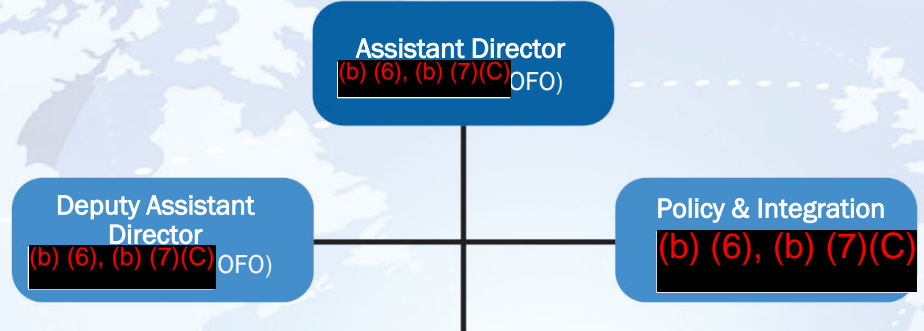 Assistant Director
(b) (6), (b) (7)(C) OFO)
Deputy Assistant
Director
(b) (6), (b) (7)(C) OFO)
Policy & Integration
(b) (6), (b) (7)(C)